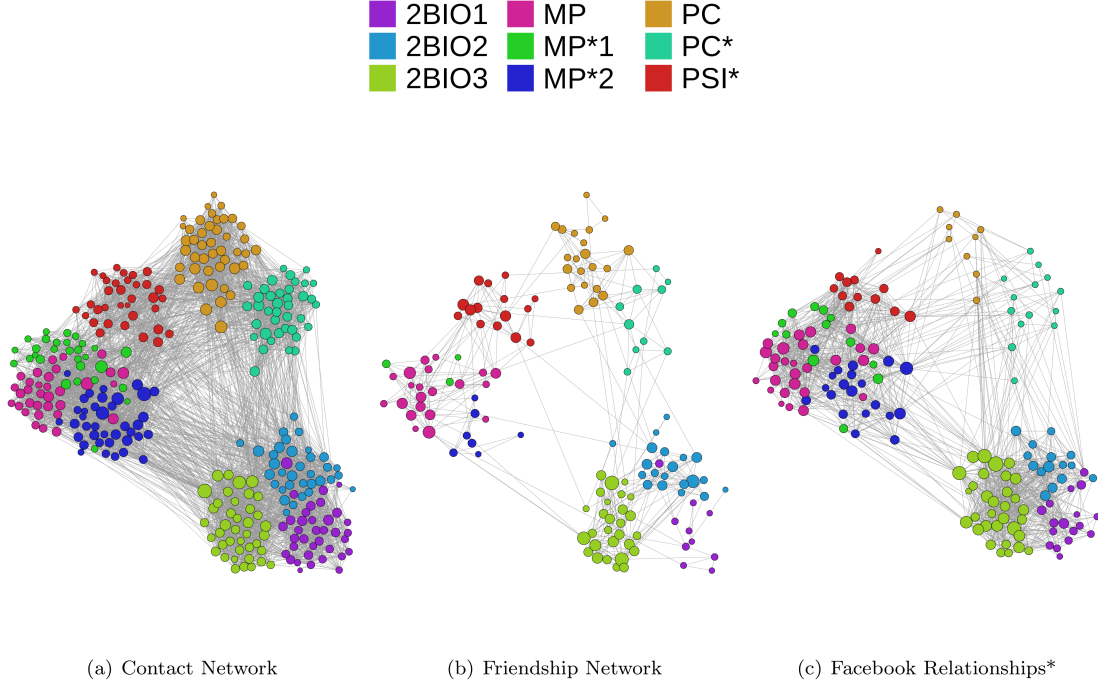 2BIO1 MP PC
2BIO2 MP*1 PC*
2BIO3 MP*2 PSI*
(a) Contact Network (b) Friendship Network (c) Facebook Relationships*